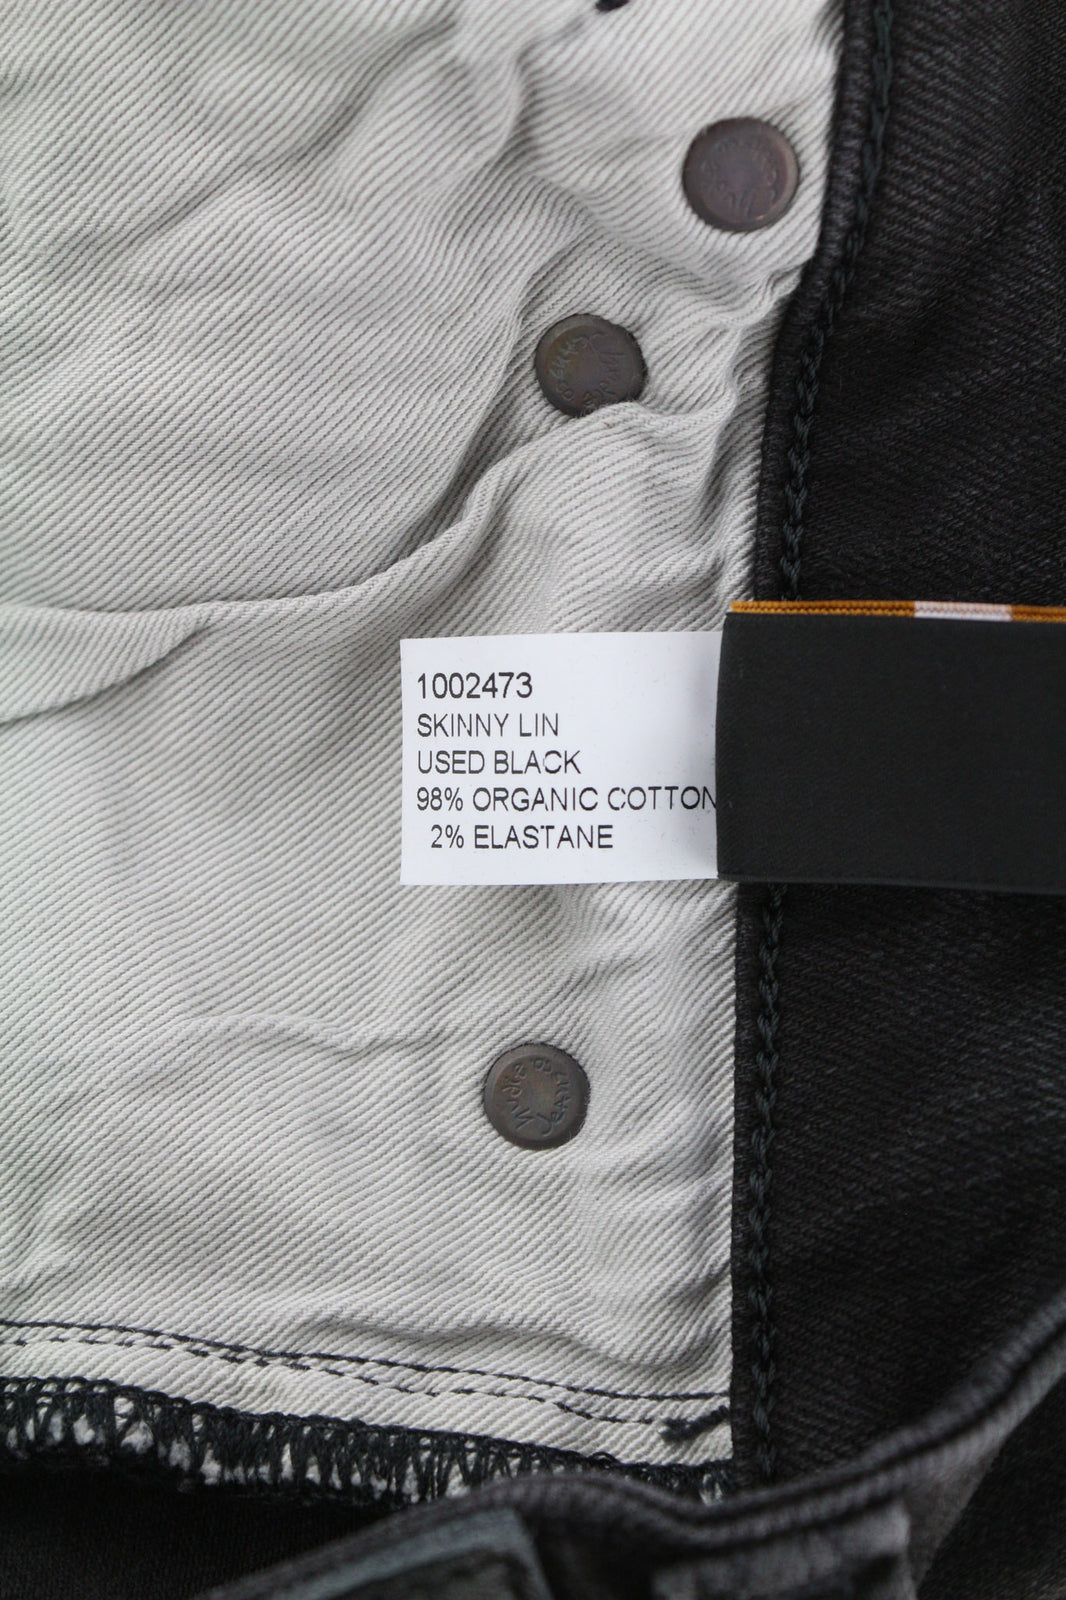 1002473
SKINNY LIN
USED BLACK
98% ORGANIC COTTON
2% ELASTANE